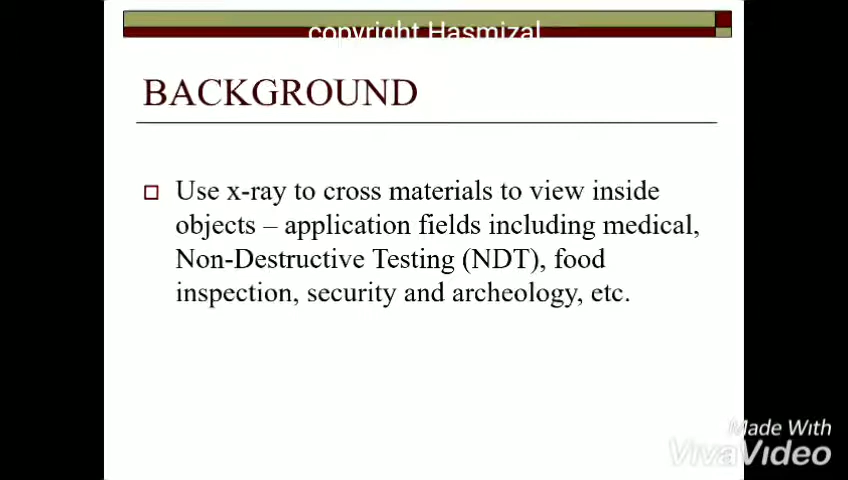 copyright Hasmizal
BACKGROUND
Use x-ray to cross materials to view inside
objects – application fields including medical,
Non-Destructive Testing (NDT), food
inspection, security and archeology, etc.
Made With
VivaVideo